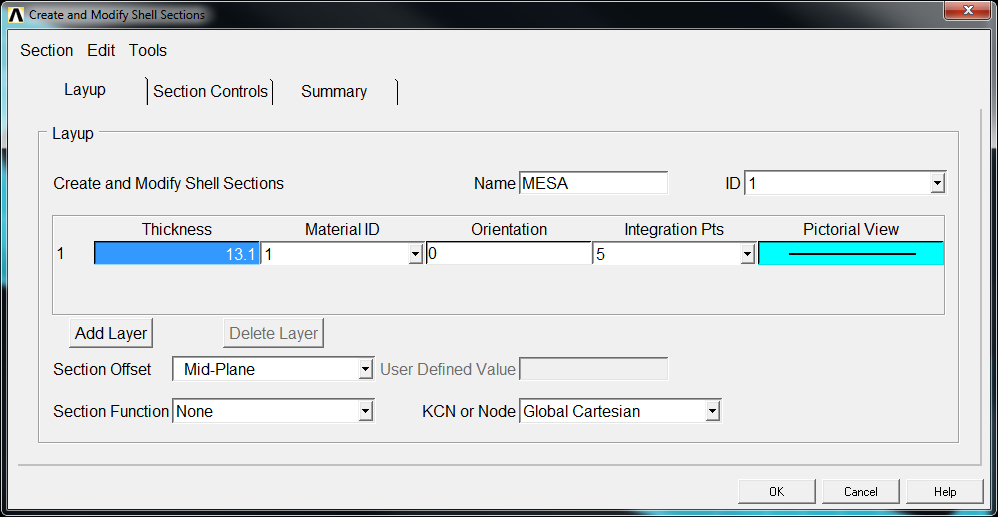 Create and Modify Shell Sections
Section Edit Tools
Layup Section Controls Summary
Layup
Create and Modify Shell Sections Name MESA ID 1
Thickness Material ID Orientation Integration Pts Pictorial View
1 13.1 1 0 5
Add Layer Delete Layer
Section Offset Mid-Plane User Defined Value
Section Function None KCN or Node Global Cartesian
OK Cancel Help